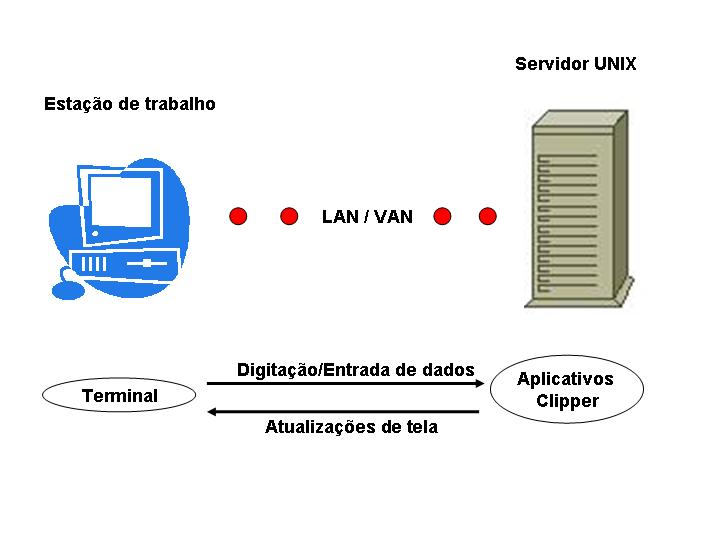 Servidor UNIX
Estação de trabalho
LAN / VAN
Digitação/Entrada de dados
Terminal
Aplicativos
Clipper
Atualizações de tela